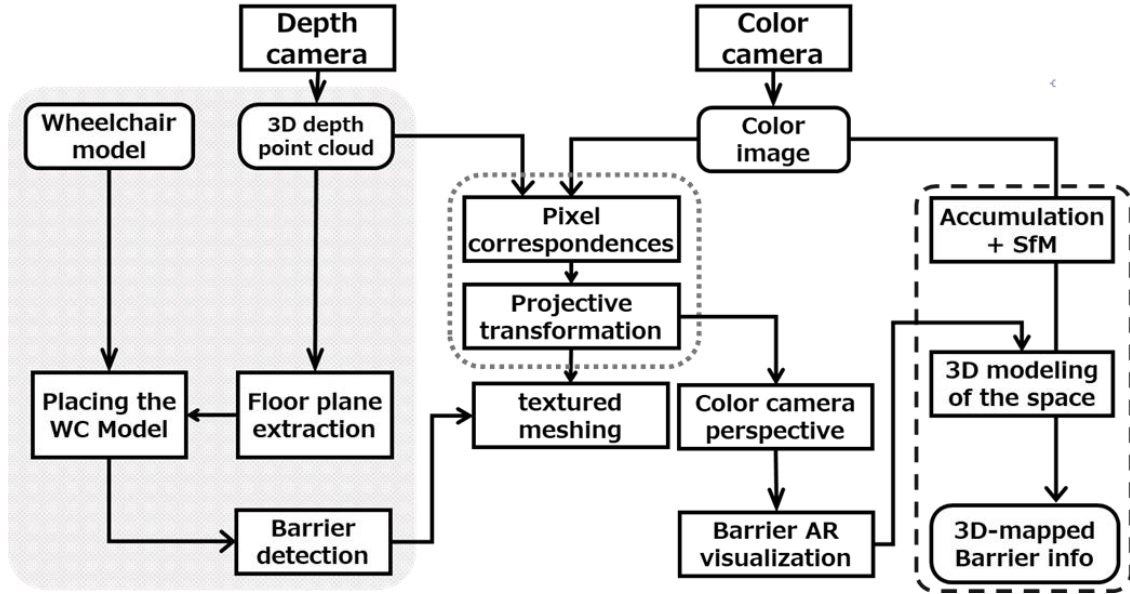 Depth
camera
Color
camera
Wheelchair
model
3D depth
point cloud
Color
image
Pixel
correspondences
Accumulation
+ SfM
Projective
transformation
Placing the
WC Model
Floor plane
extraction
textured
meshing
Color camera
perspective
3D modeling
of the space
Barrier
detection
Barrier AR
visualization
3D-mapped
Barrier info